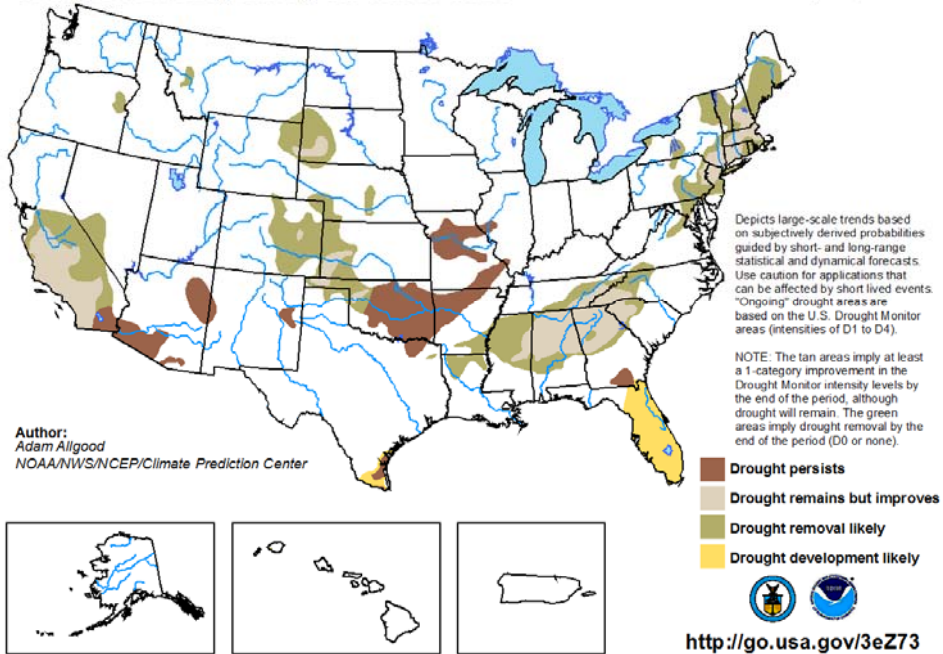 Depicts large-scale trends based
on subjectively derived probabilities
guided by short- and long-range
statistical and dynamical forecasts.
Use caution for applications that
can be affected by short lived events.
"Ongoing" drought areas are
based on the U.S. Drought Monitor
areas (intensities of D1 to D4).
NOTE: The tan areas imply at least
a 1-category improvement in the
Drought Monitor intensity levels by
the end of the period, although
drought will remain. The green
areas imply drought removal by the
end of the period (D0 or none).
Author:
Adam Allgood
NOAA/NWS/NCEP/Climate Prediction Center
Drought persists
Drought remains but improves
Drought removal likely
Drought development likely
http://go.usa.gov/3eZ73